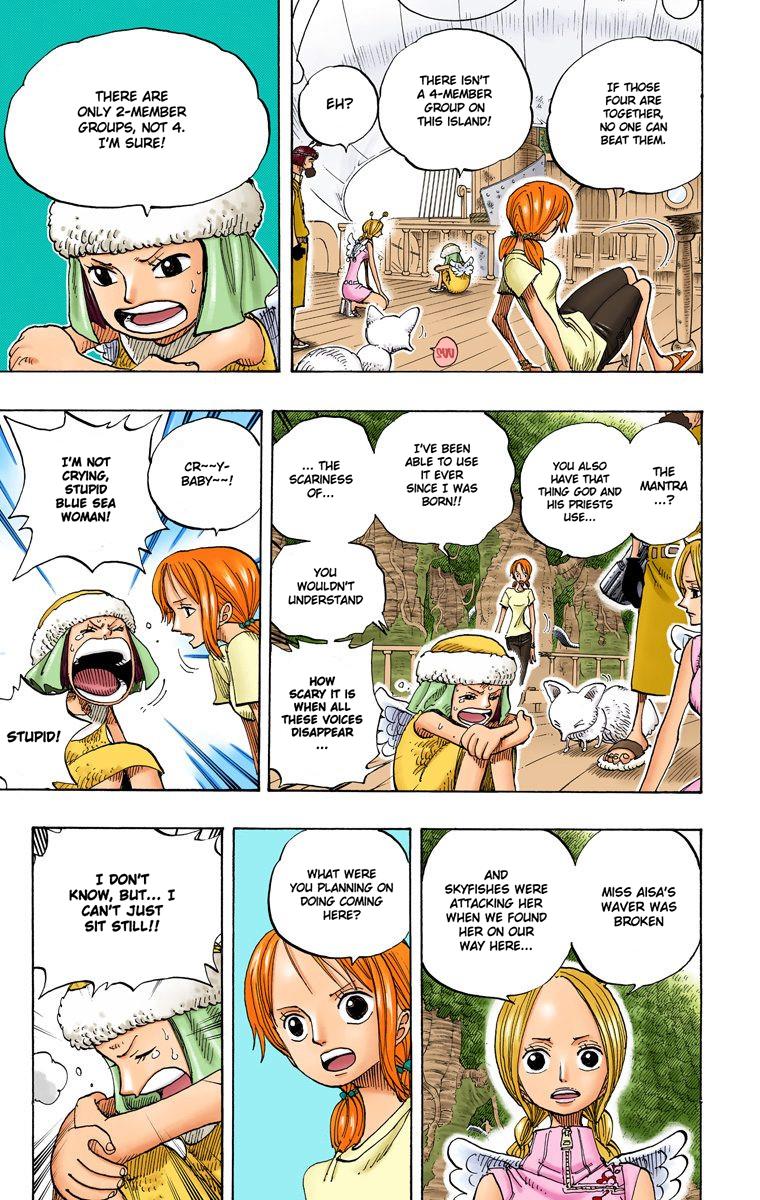 IF THOSE
FOUR ARE
TOGETHER,
NO ONE CAN
BEAT THEM.
THERE ISN'T
A 4-MEMBER
GROUP ON
THIS ISLAND!
EH?
THERE ARE
ONLY 2-MEMBER
GROUPS, NOT 4.
I'M SURE!
THE
MANTRA
...?
YOU ALSO
HAVE THAT
THING GOD AND
HIS PRIESTS
USE...
I'VE BEEN
ABLE TO USE
IT EVER
SINCE I WAS
BORN!!
... THE
SCARINESS
OF...
YOU
WOULDN'T
UNDERSTAND
HOW
SCARY IT IS
WHEN ALL
THESE VOICES
DISAPPEAR
...
CR~~Y-
BABY~~!
I'M NOT
CRYING,
STUPID
BLUE SEA
WOMAN!
STUPID!
MISS AISA'S
WAVER WAS
BROKEN
AND
SKYFISHES WERE
ATTACKING HER
WHEN WE FOUND
HER ON OUR
WAY HERE...
WHAT WERE
YOU PLANNING ON
DOING COMING
HERE?
I DON'T
KNOW, BUT... I
CAN'T JUST
SIT STILL!!